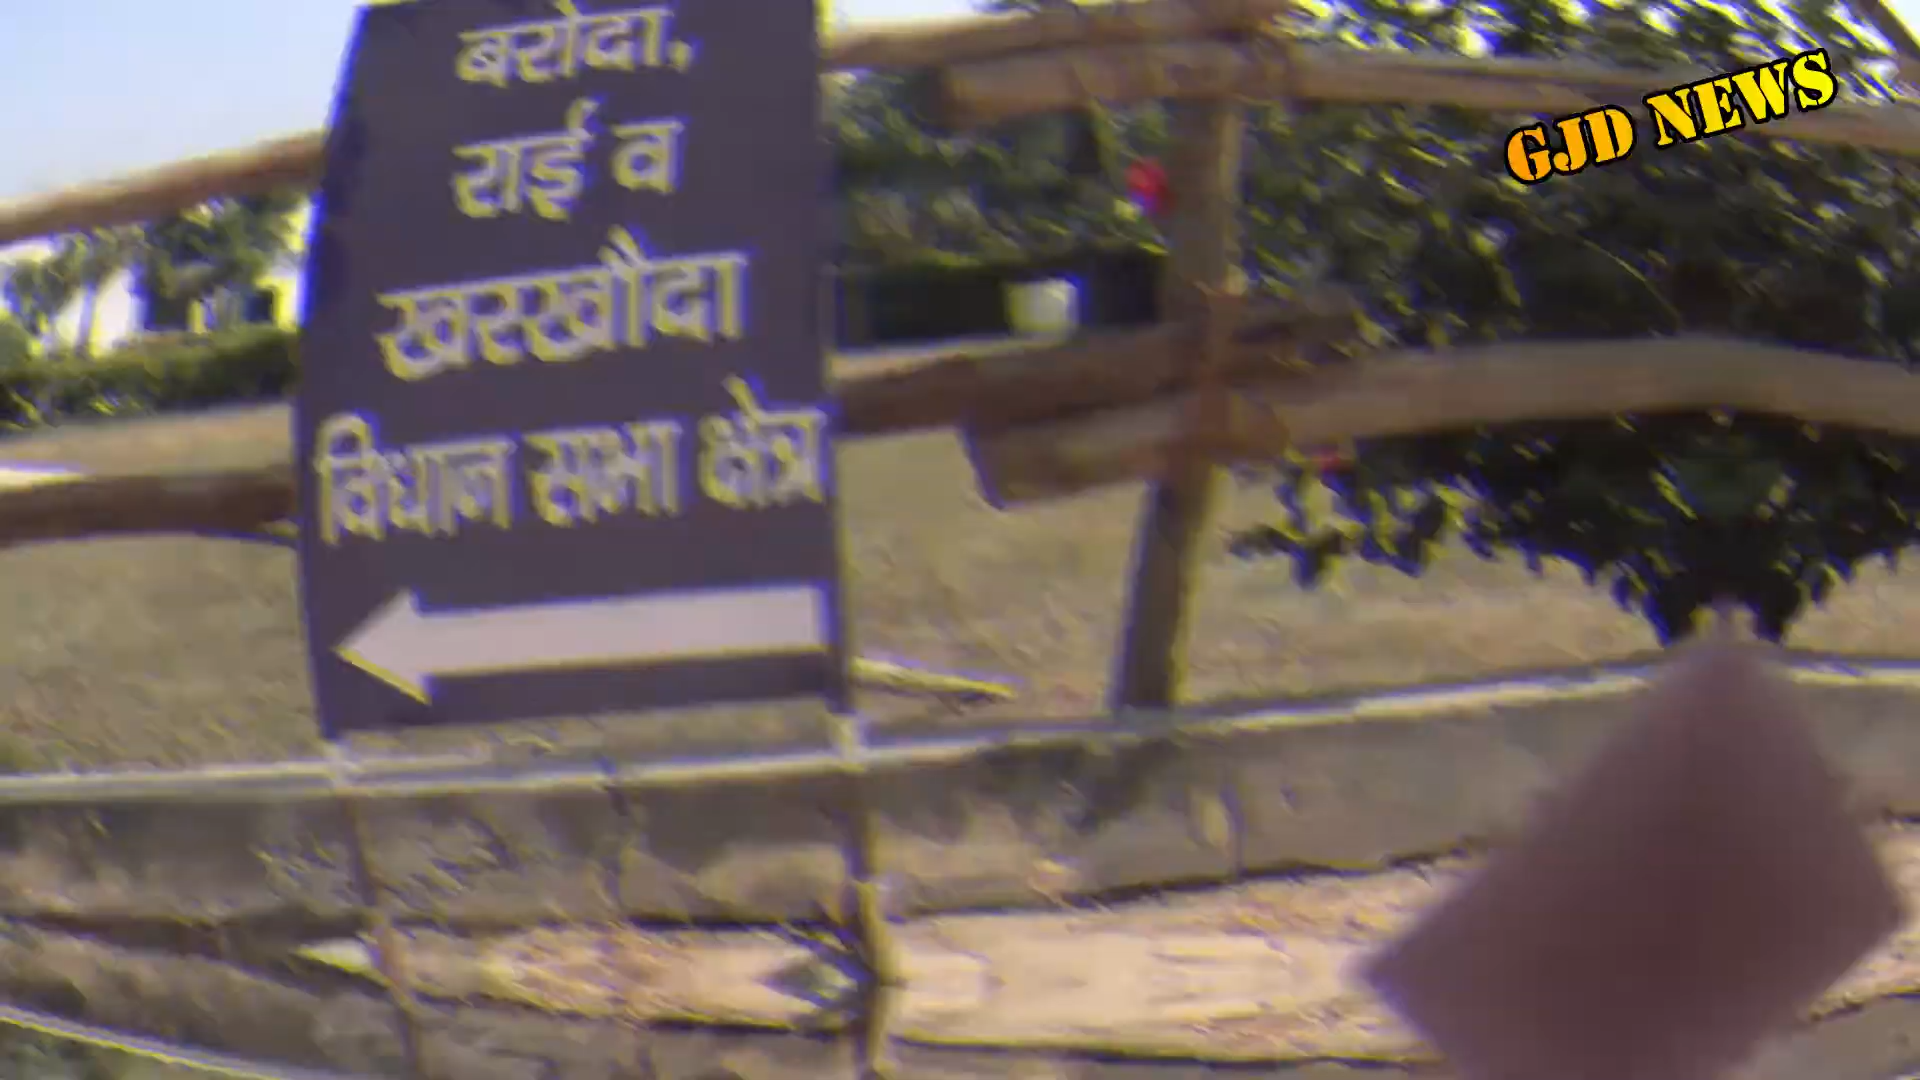 बरोदा,
राई व
खरखौदा
विधान सभा क्षेत्र
GJD NEWS